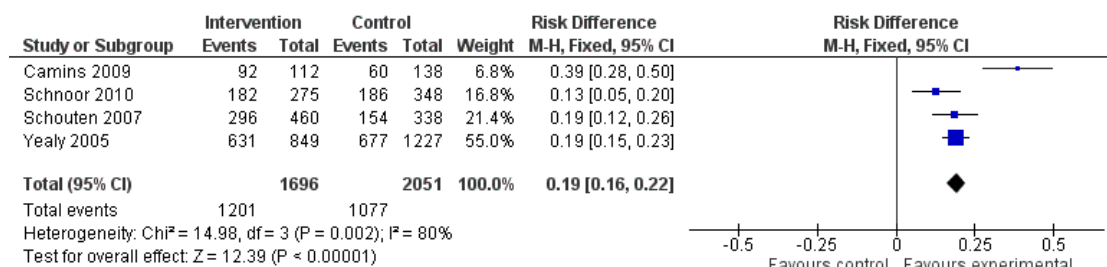 Intervention Control Risk Difference Risk Difference
Study or Subgroup Events Total Events Total Weight M-H, Fixed, 95% CI M-H, Fixed, 95% CI
Camins 2009 92 112 60 138 6.8% 0.39 [0.28, 0.50]
Schnoor 2010 182 275 186 348 16.8% 0.13 [0.05, 0.20]
Schouten 2007 296 460 154 338 21.4% 0.19 [0.12, 0.26]
Yealy 2005 631 849 677 1227 55.0% 0.19 [0.15, 0.23]
Total (95% CI) 1696 2051 100.0% 0.19 [0.16, 0.22]
Total events 1201 1077
Heterogeneity: Chi² = 14.98, df = 3 (P = 0.002); I² = 80%
Test for overall effect: Z = 12.39 (P < 0.00001)
-0.5 -0.25 0 0.25 0.5
Favours control Favours experimental